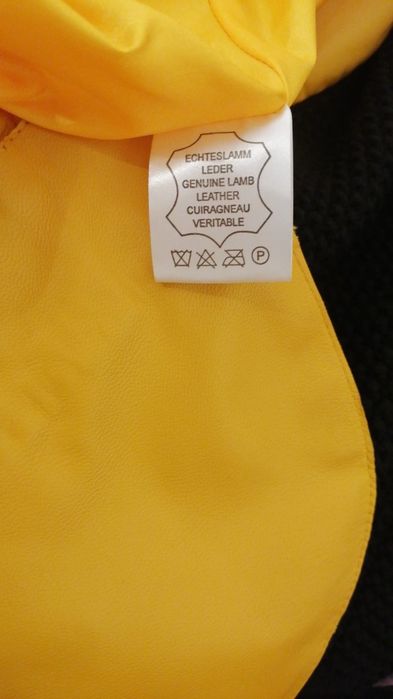 ECHTESLAMM
LEDER
GENUINE LAMB
LEATHER
CUIRAGNEAU
VERITABLE
P